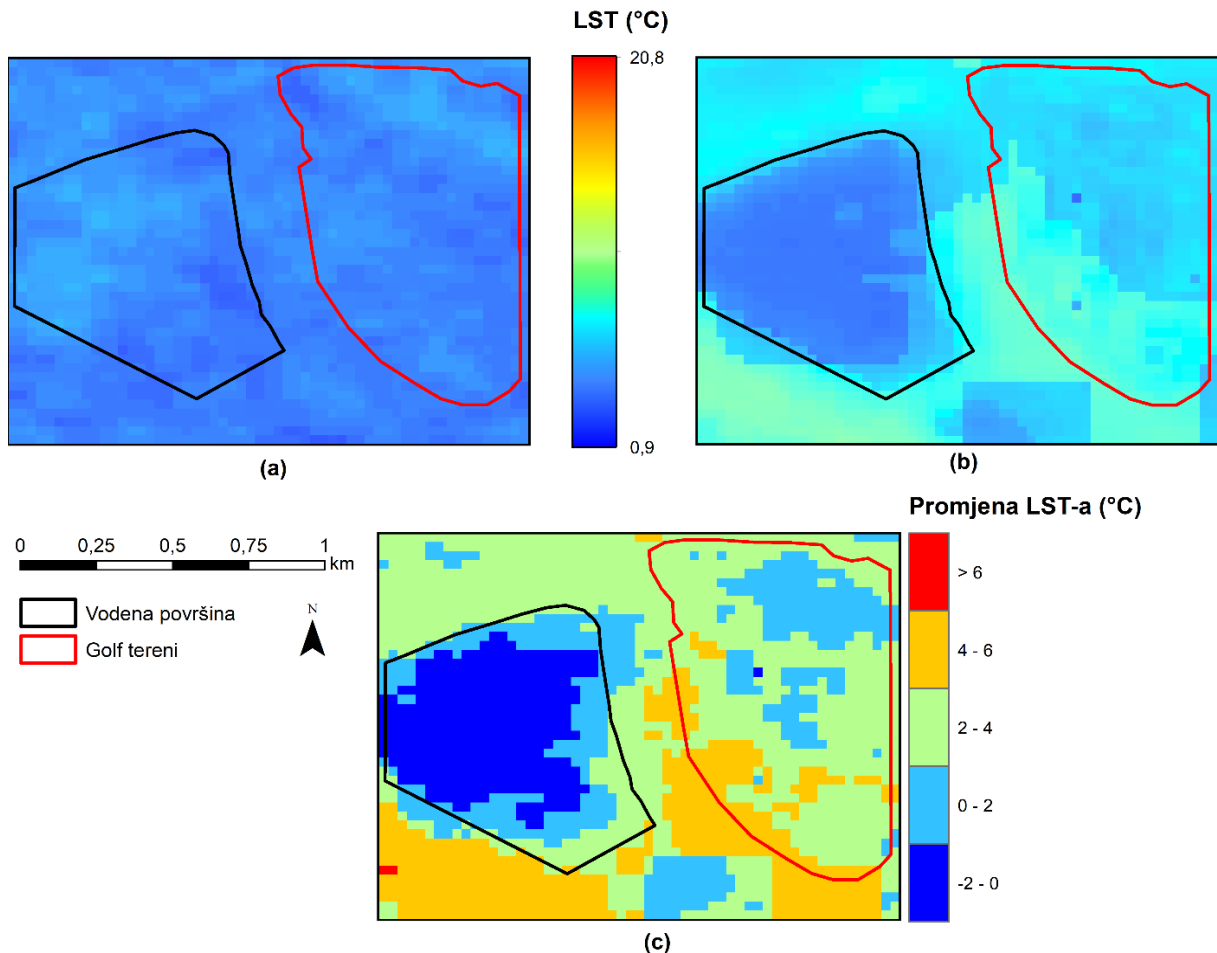 LST (°C)
20,8
0,9
(a)
(b)
Promjena LST-a (°C)
0 0,25 0,5 0,75 1
km
Vodena površina
Golf tereni
N
> 6
4 - 6
2 - 4
0 - 2
-2 - 0
(c)